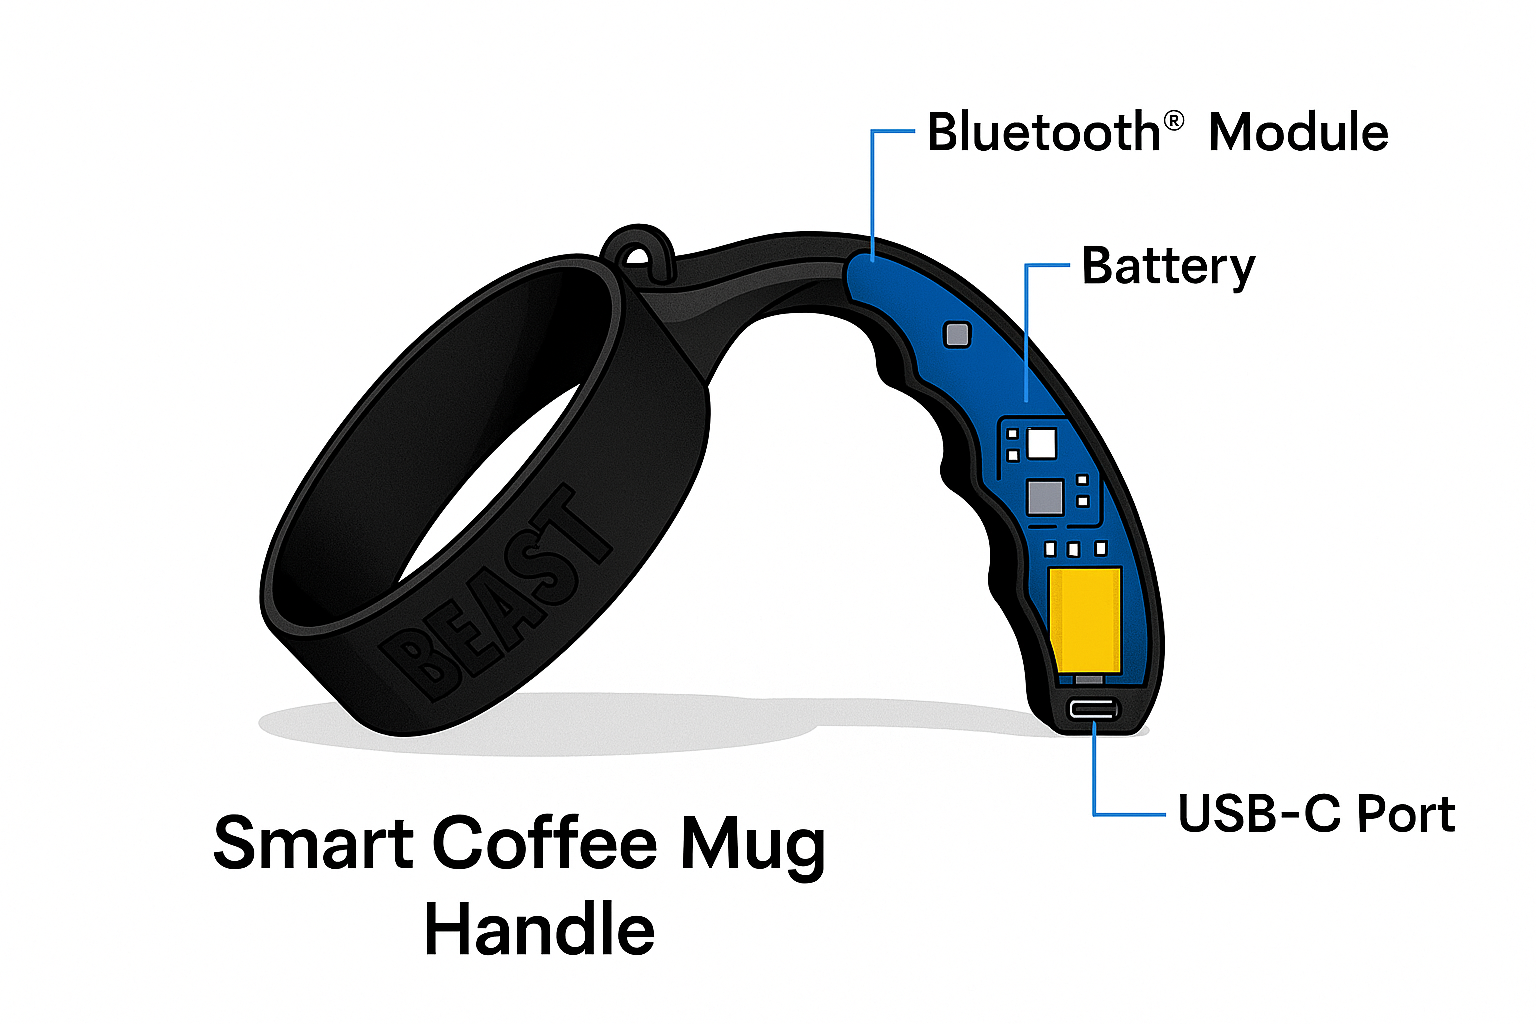 Bluetooth® Module
Battery
BEAST
USB-C Port
Smart Coffee Mug
Handle